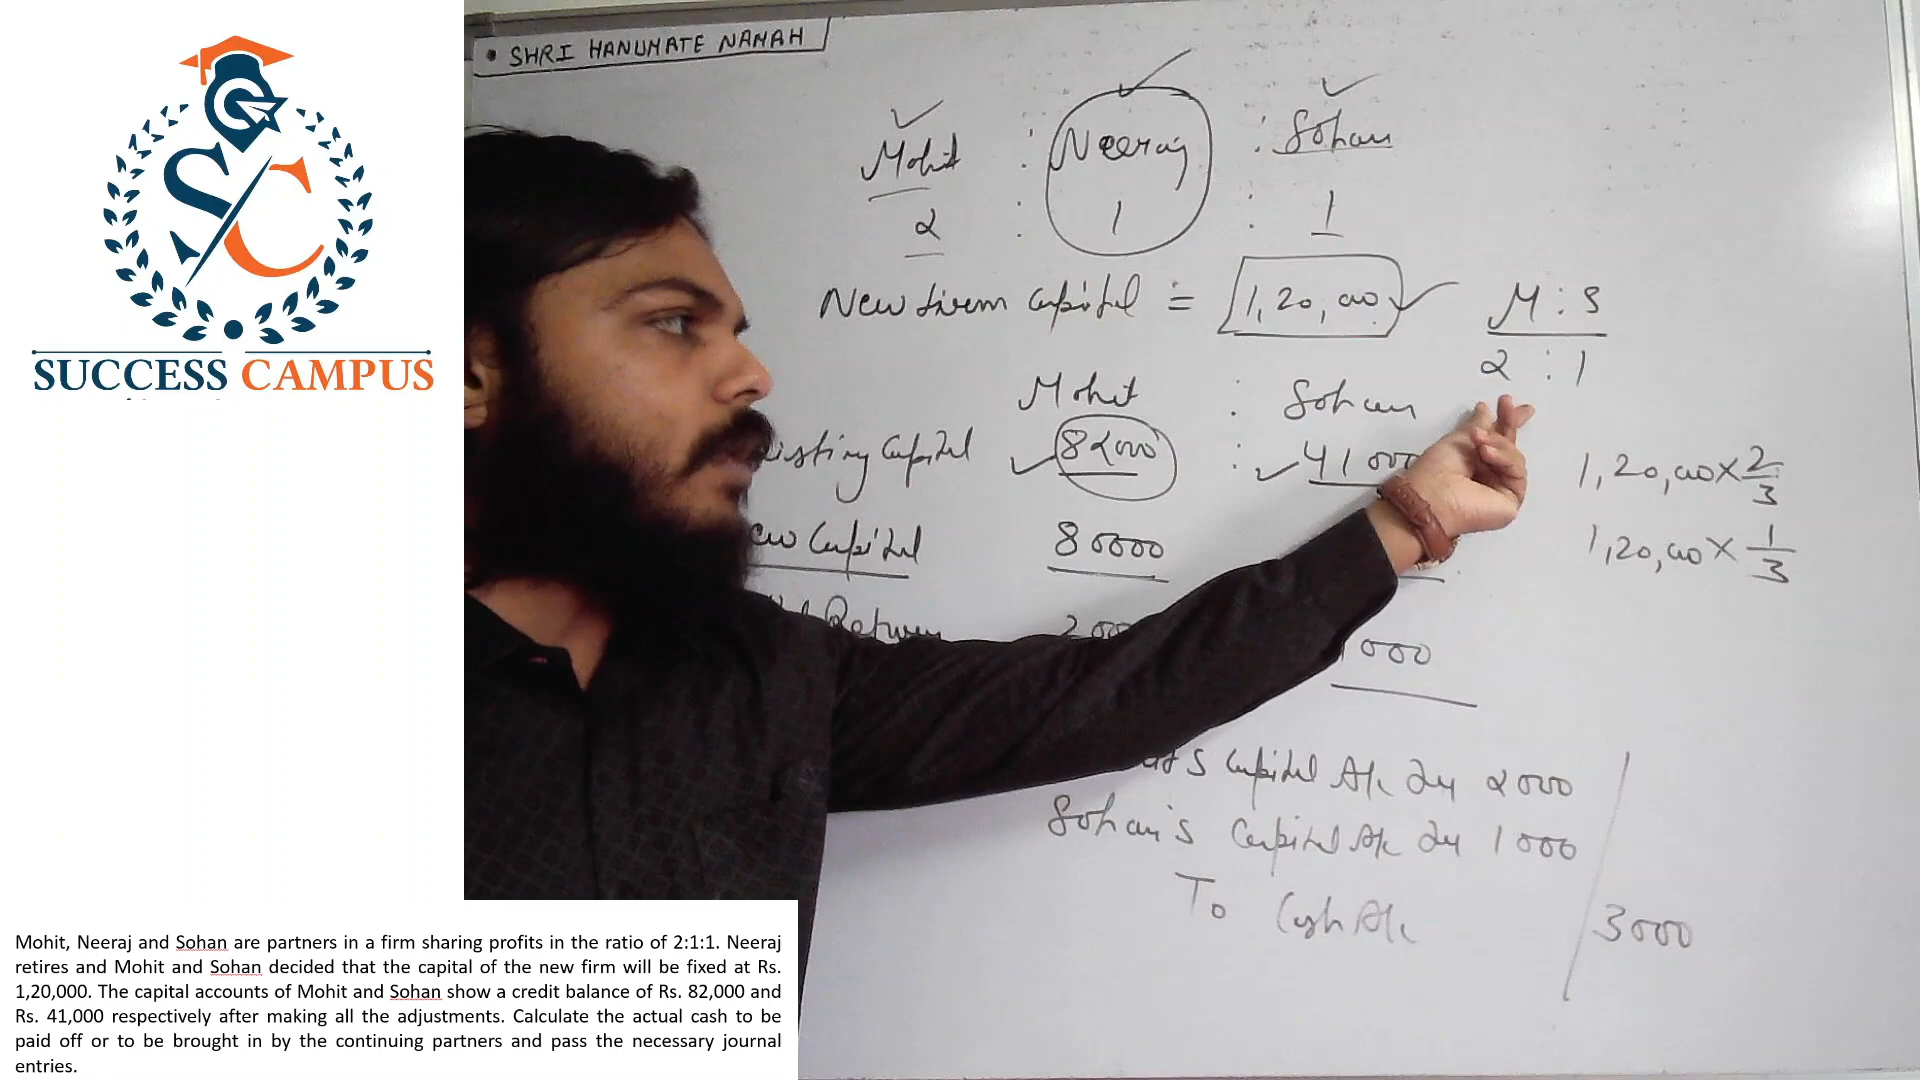 • SHRI HANUMATE NAMAH
SUCCESS CAMPUS
Mohit : Neeraj : Sohan
2 : 1 : 1
New firm Capital = 1,20,000
M : S
2 : 1
Mohit : Sohan
Capital 82000 : 41000
Capital 80000
2000 1000
1,20,000 × 2/3
1,20,000 × 1/3
Capital A/c Dr 2000
Sohan's Capital A/c Dr 1000
To Cash A/c 3000
Mohit, Neeraj and Sohan are partners in a firm sharing profits in the ratio of 2:1:1. Neeraj
retires and Mohit and Sohan decided that the capital of the new firm will be fixed at Rs.
1,20,000. The capital accounts of Mohit and Sohan show a credit balance of Rs. 82,000 and
Rs. 41,000 respectively after making all the adjustments. Calculate the actual cash to be
paid off or to be brought in by the continuing partners and pass the necessary journal
entries.